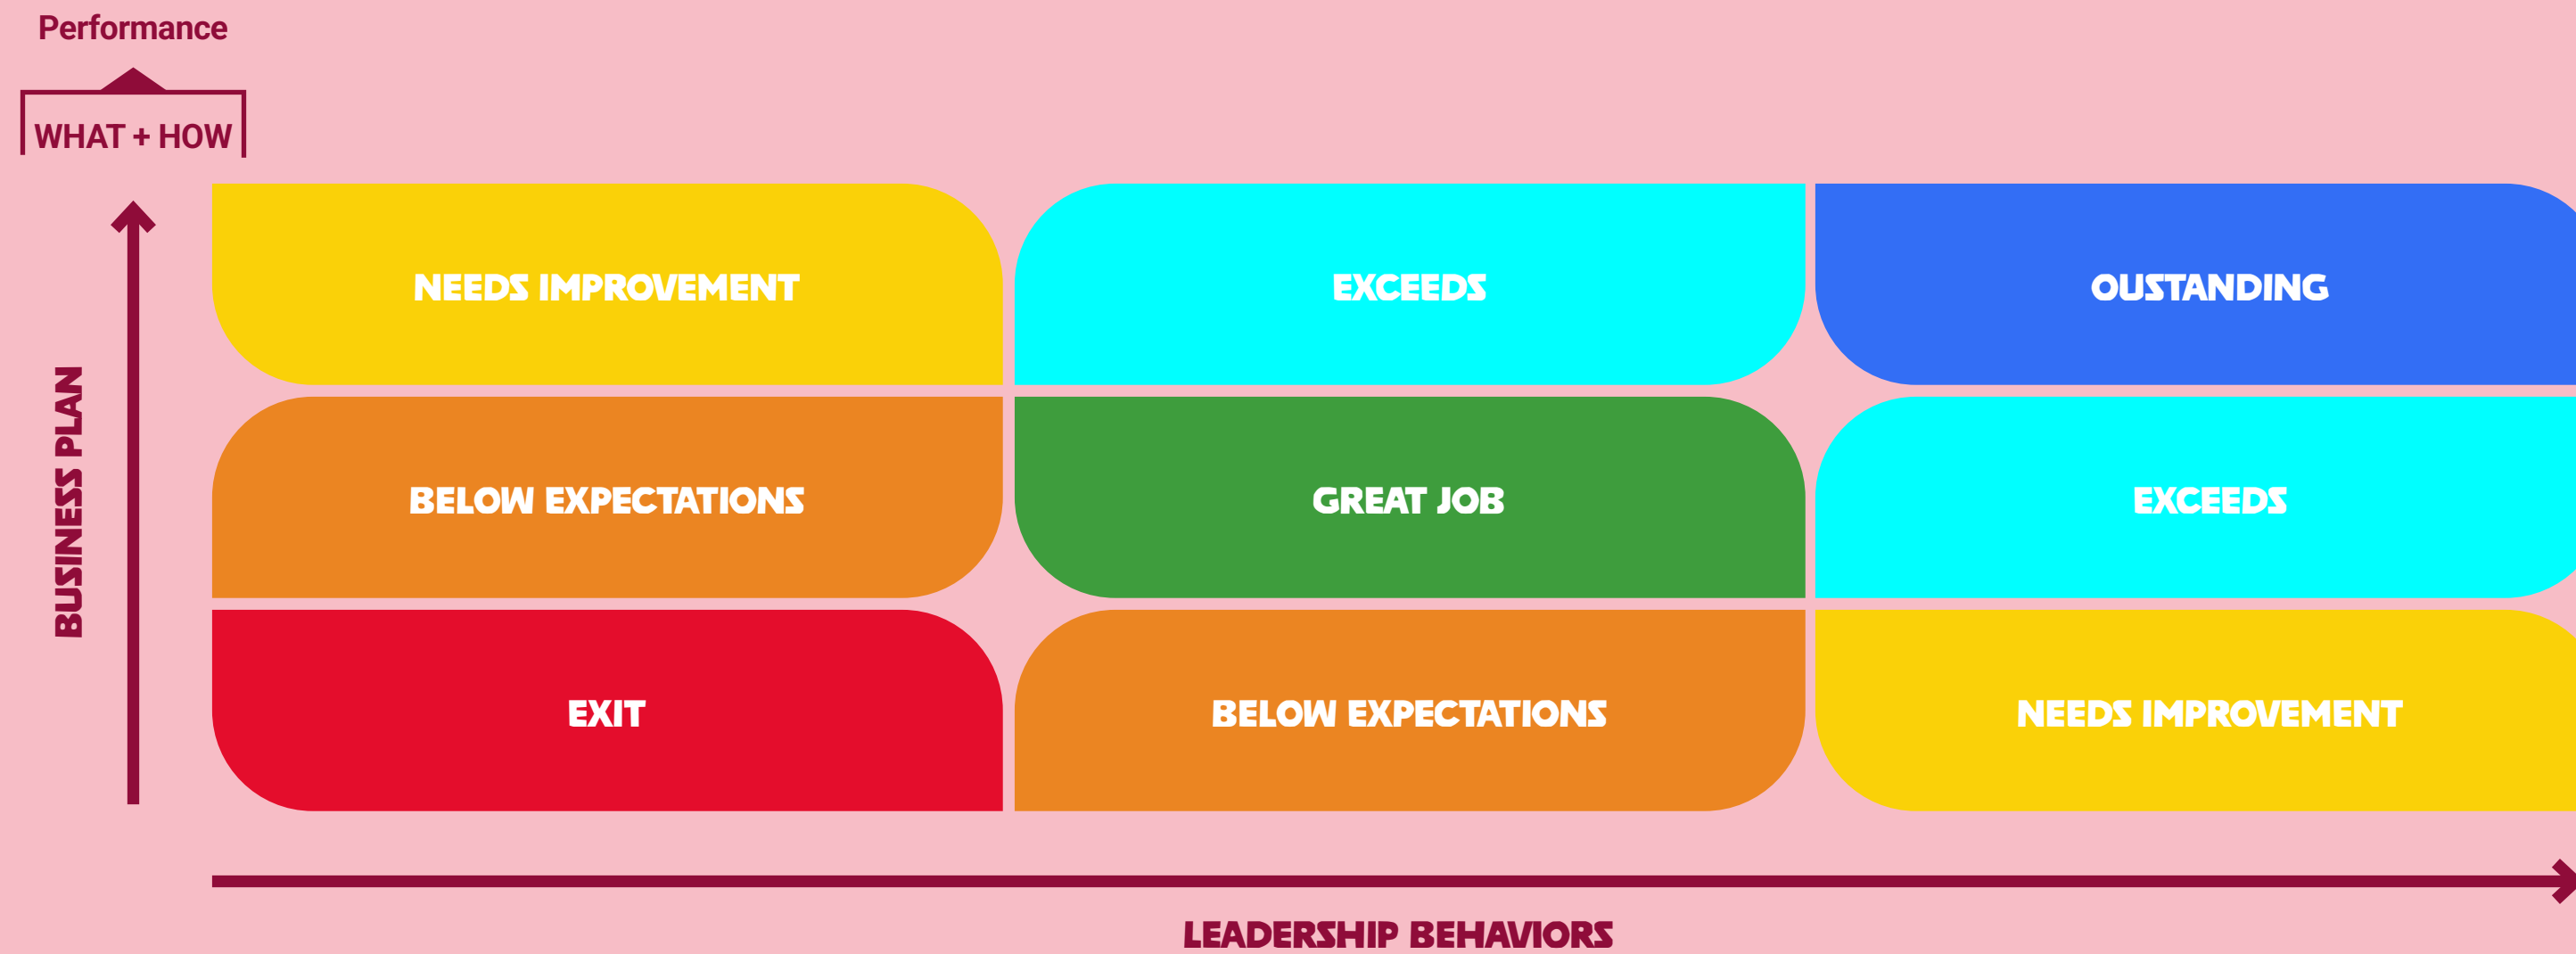 Performance
WHAT + HOW
NEEDS IMPROVEMENT
EXCEEDS
OUSTANDING
BUSINESS PLAN
BELOW EXPECTATIONS
GREAT JOB
EXCEEDS
EXIT
BELOW EXPECTATIONS
NEEDS IMPROVEMENT
LEADERSHIP BEHAVIORS